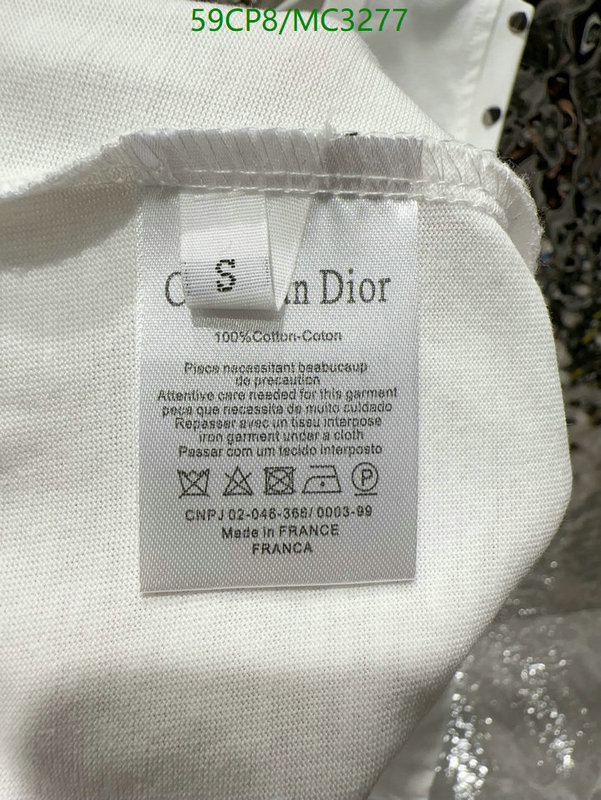 59CP8/MC3277
S
C n Dior
100%Cotton-Coton
Piece necessitant beabucaup
de precaution
Attentive care needed for this garment
peça que necessita de muito cuidado
Repasser avec un tissu interpose
iron garment under a cloth
Passar com um tecido interposto
P
CNPJ 02-046-366/0003-99
Made in FRANCE
FRANCA